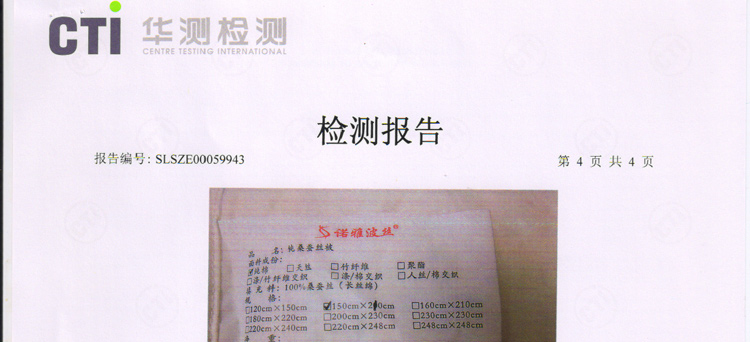 CTI 华测检测
CENTRE TESTING INTERNATIONAL
检测报告
报告编号: SLSZE00059943
第 4 页 共 4 页
诺雅波丝®
品 名: 纯桑蚕丝被
面料成份:
纯棉 □天丝 □竹纤维 □聚酯
□涤/竹纤维交织 □涤/棉交织 □人丝/棉交织
填充料: 100%桑蚕丝(长丝绵)
规 格:
□120cm×150cm ☑150cm×200cm □160cm×210cm
□180cm×220cm □200cm×230cm □230cm×230cm
□220cm×240cm □220cm×248cm □248cm×248cm
重: